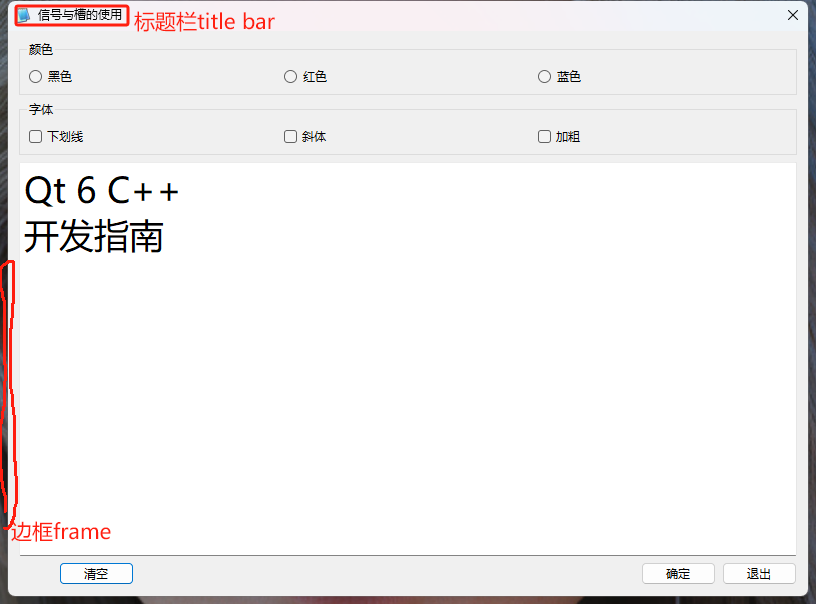 信号与槽的使用 标题栏title bar
颜色
黑色 红色 蓝色
字体
下划线 斜体 加粗
Qt 6 C++
开发指南
边框frame
清空 确定 退出